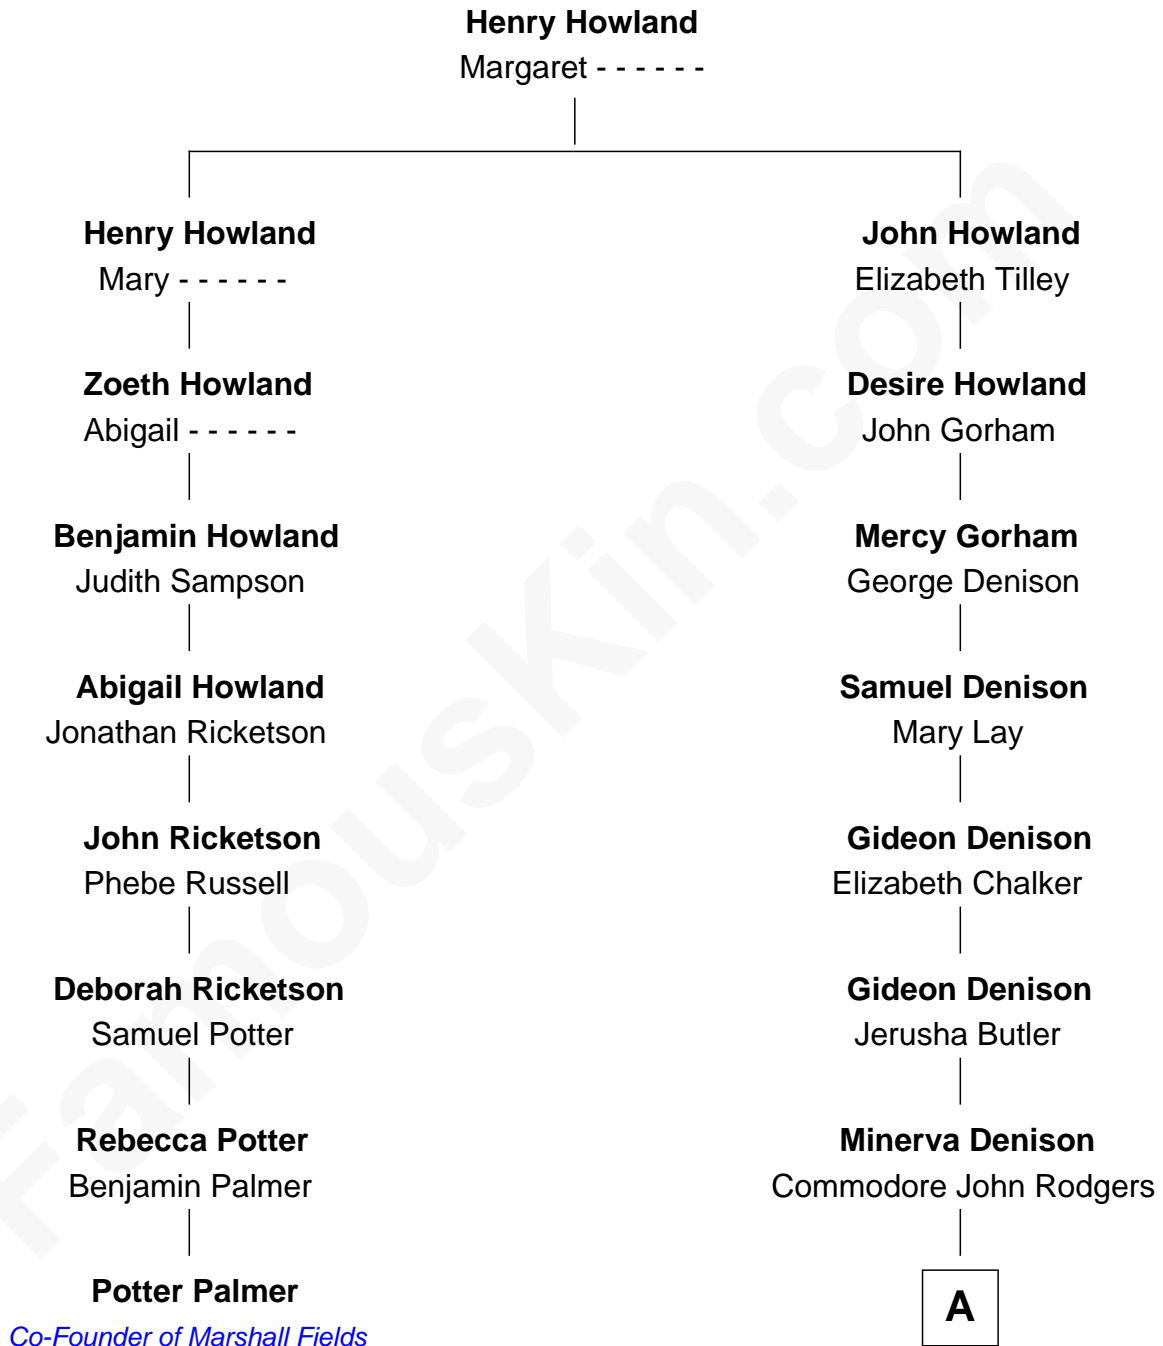 Henry Howland
Margaret - - - - - -
Henry Howland
Mary - - - - - -
John Howland
Elizabeth Tilley
Zoeth Howland
Abigail - - - - - -
Desire Howland
John Gorham
Benjamin Howland
Judith Sampson
Mercy Gorham
George Denison
Abigail Howland
Jonathan Ricketson
Samuel Denison
Mary Lay
John Ricketson
Phebe Russell
Gideon Denison
Elizabeth Chalker
Deborah Ricketson
Samuel Potter
Gideon Denison
Jerusha Butler
Rebecca Potter
Benjamin Palmer
Minerva Denison
Commodore John Rodgers
Potter Palmer
Co-Founder of Marshall Fields
A
FamousKin.com